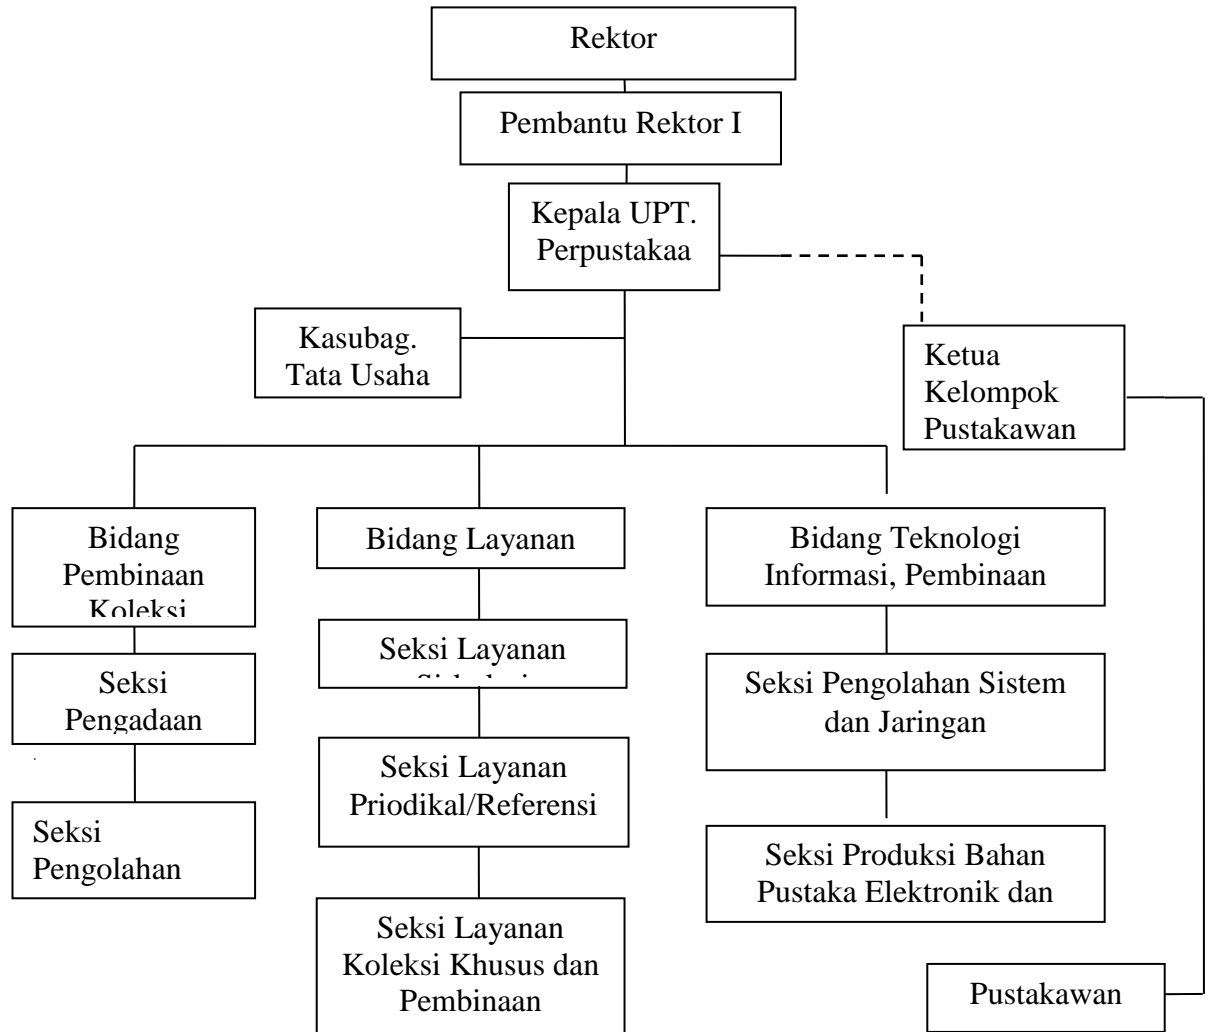 Rektor
Pembantu Rektor I
Kepala UPT.
Perpustakaa
Kasubag.
Tata Usaha
Ketua
Kelompok
Pustakawan
Bidang
Pembinaan
Koleksi
Bidang Layanan
Bidang Teknologi
Informasi, Pembinaan
Seksi Layanan
Seksi
Pengadaan
Seksi Pengolahan Sistem
dan Jaringan
Seksi Layanan
Priodikal/Referensi
Seksi
Pengolahan
Seksi Produksi Bahan
Pustaka Elektronik dan
Seksi Layanan
Koleksi Khusus dan
Pembinaan
Pustakawan